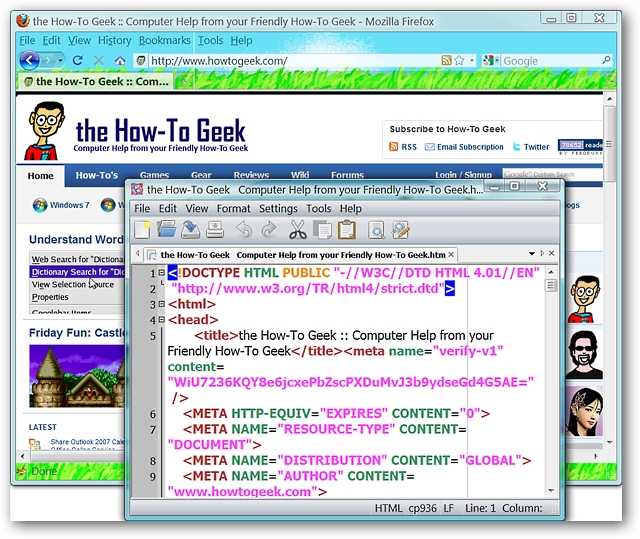 the How-To Geek :: Computer Help from your Friendly How-To Geek - Mozilla Firefox
File Edit View History Bookmarks Tools Help
http://www.howtogeek.com/
Google
the How-To Geek :: Com...
the How-To Geek
Computer Help from your Friendly How-To Geek
Subscribe to How-To Geek
RSS Email Subscription Twitter 78652 reade
BY FEEDBURN
Home How-To's Games Gear Reviews Wiki Forums Login / Signup
Windows 7
Understand Word
Web Search for "Dictiona
Dictionary Search for "Dic
View Selection Source
Properties
Googlebar Items
Friday Fun: Castle
LATEST
Share Outlook 2007 Cale
Done
the How-To Geek Computer Help from your Friendly How-To Geek.h...
File Edit View Format Settings Tools Help
the How-To Geek Computer Help from your Friendly How-To Geek.htm
1 <!DOCTYPE HTML PUBLIC "-//W3C//DTD HTML 4.01//EN"
2 "http://www.w3.org/TR/html4/strict.dtd">
3 <html>
4 <head>
5 <title>the How-To Geek :: Computer Help from your
Friendly How-To Geek</title><meta name="verify-v1"
content=
"WiU7236KQY8e6jcxePbZscPXDuMvJ3b9ydseGd4G5AE="
/>
6 <META HTTP-EQUIV="EXPIRES" CONTENT="0">
7 <META NAME="RESOURCE-TYPE" CONTENT=
"DOCUMENT">
8 <META NAME="DISTRIBUTION" CONTENT="GLOBAL">
9 <META NAME="AUTHOR" CONTENT=
"www.howtogeek.com">
HTML cp936 LF Line: 1 Column: